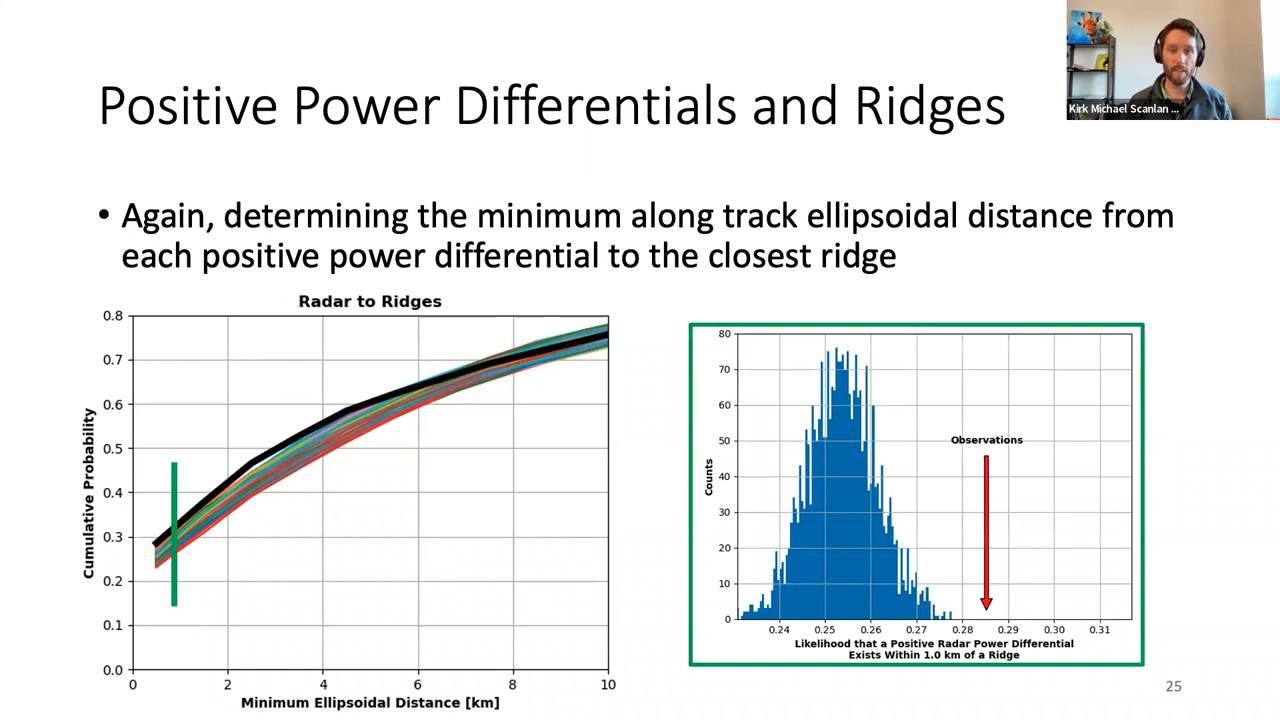 Kirk Michael Scanlan ...
Positive Power Differentials and Ridges
• Again, determining the minimum along track ellipsoidal distance from
each positive power differential to the closest ridge
Radar to Ridges
Cumulative Probability
0.8
0.7
0.6
0.5
0.4
0.3
0.2
0.1
0.0
0 2 4 6 8 10
Minimum Ellipsoidal Distance [km]
Counts
80
70
60
50
40
30
20
10
0
Observations
0.24 0.25 0.26 0.27 0.28 0.29 0.30 0.31
Likelihood that a Positive Radar Power Differential
Exists Within 1.0 km of a Ridge
25